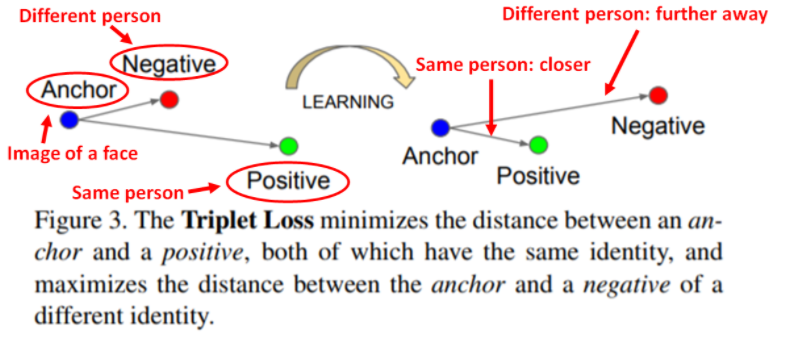 Different person
Negative
Anchor
Image of a face
Same person
Positive
LEARNING
Different person: further away
Same person: closer
Negative
Anchor
Positive
Figure 3. The Triplet Loss minimizes the distance between an an-
chor and a positive, both of which have the same identity, and
maximizes the distance between the anchor and a negative of a
different identity.